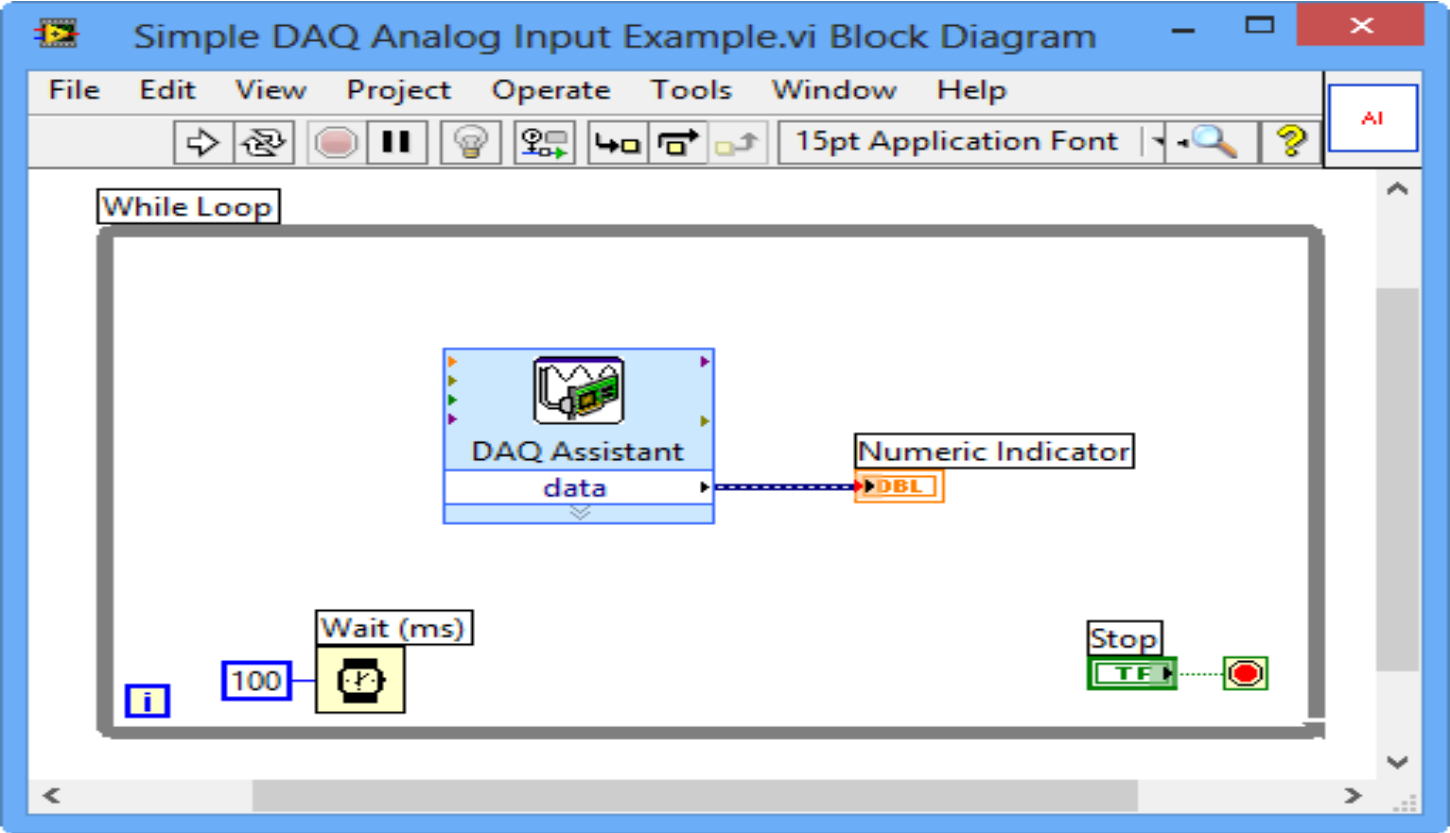 Simple DAQ Analog Input Example.vi Block Diagram
File Edit View Project Operate Tools Window Help
15pt Application Font
AI
While Loop
DAQ Assistant
data
Numeric Indicator
DBL
Wait (ms)
100
i
Stop
TF